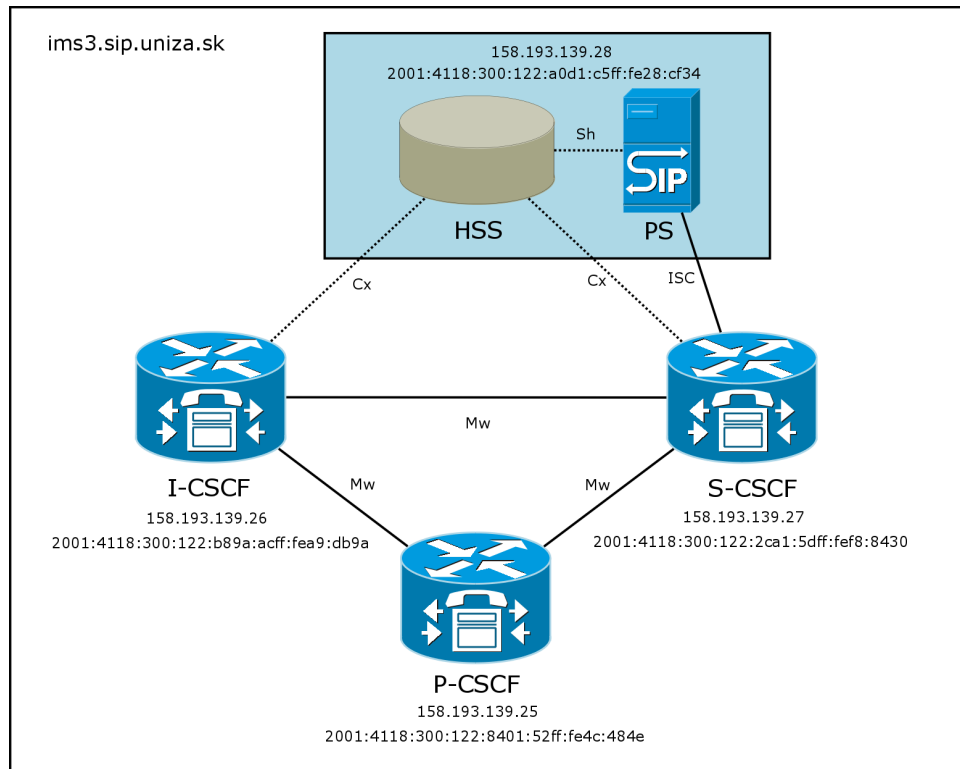 ims3.sip.uniza.sk
158.193.139.28
2001:4118:300:122:a0d1:c5ff:fe28:cf34
Sh
SIP
HSS
PS
Cx
Cx
ISC
Mw
I-CSCF
158.193.139.26
2001:4118:300:122:b89a:acff:fea9:db9a
Mw
Mw
S-CSCF
158.193.139.27
2001:4118:300:122:2ca1:5dff:fef8:8430
P-CSCF
158.193.139.25
2001:4118:300:122:8401:52ff:fe4c:484e